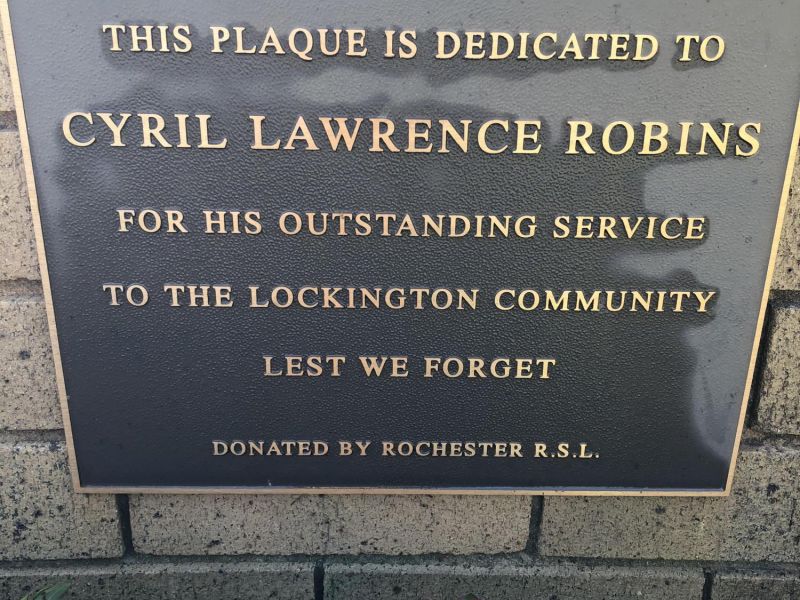 THIS PLAQUE IS DEDICATED TO
CYRIL LAWRENCE ROBINS
FOR HIS OUTSTANDING SERVICE
TO THE LOCKINGTON COMMUNITY
LEST WE FORGET
DONATED BY ROCHESTER R.S.L.